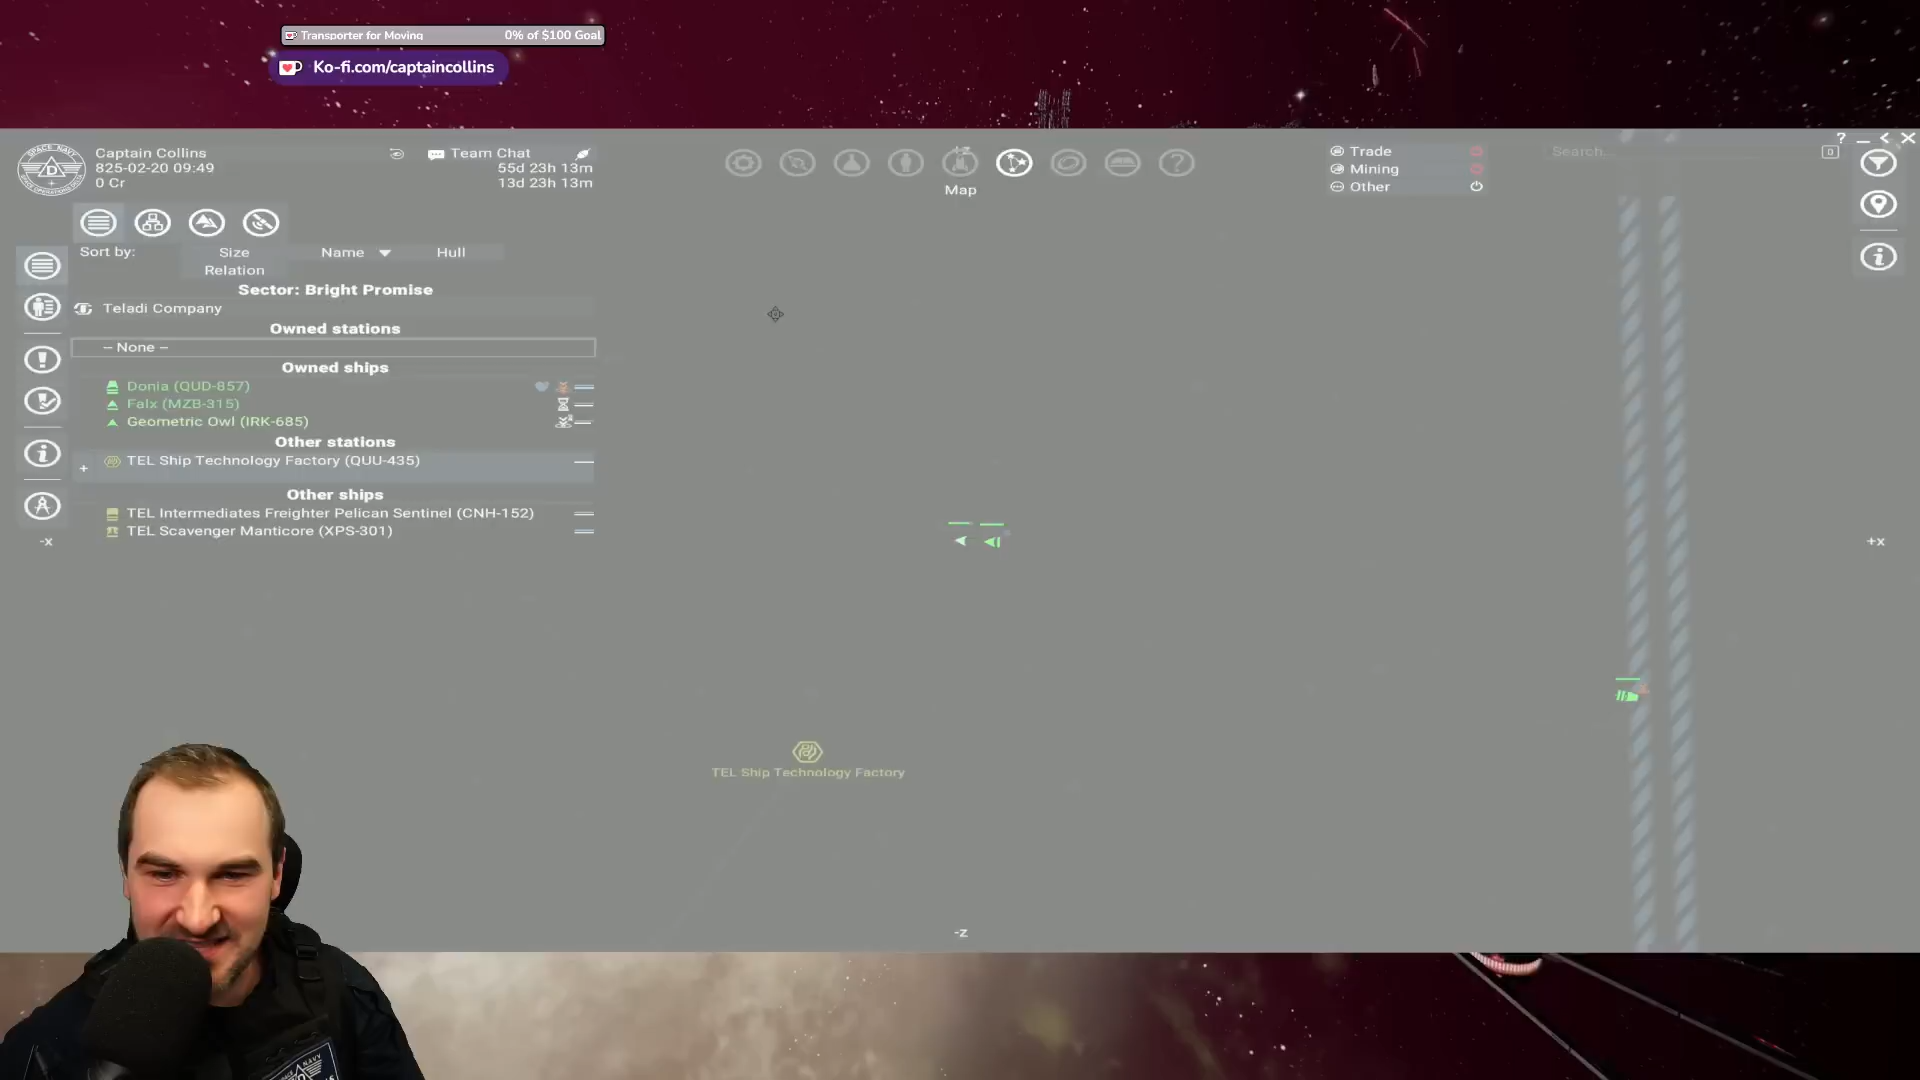 Transporter for Moving 0% of $100 Goal
Ko-fi.com/captaincollins
Captain Collins
825-02-20 09:49
0 Cr
Team Chat
55d 23h 13m
13d 23h 13m
Map
Trade
Mining
Other
Search...
D
?
Sort by: Size Name Hull
Relation
Sector: Bright Promise
Teladi Company
Owned stations
-- None --
Owned ships
Donia (QUD-857)
Falx (MZB-315)
Geometric Owl (IRK-685)
Other stations
+ TEL Ship Technology Factory (QUU-435)
Other ships
TEL Intermediates Freighter Pelican Sentinel (CNH-152)
TEL Scavenger Manticore (XPS-301)
-x
+x
TEL Ship Technology Factory
-z